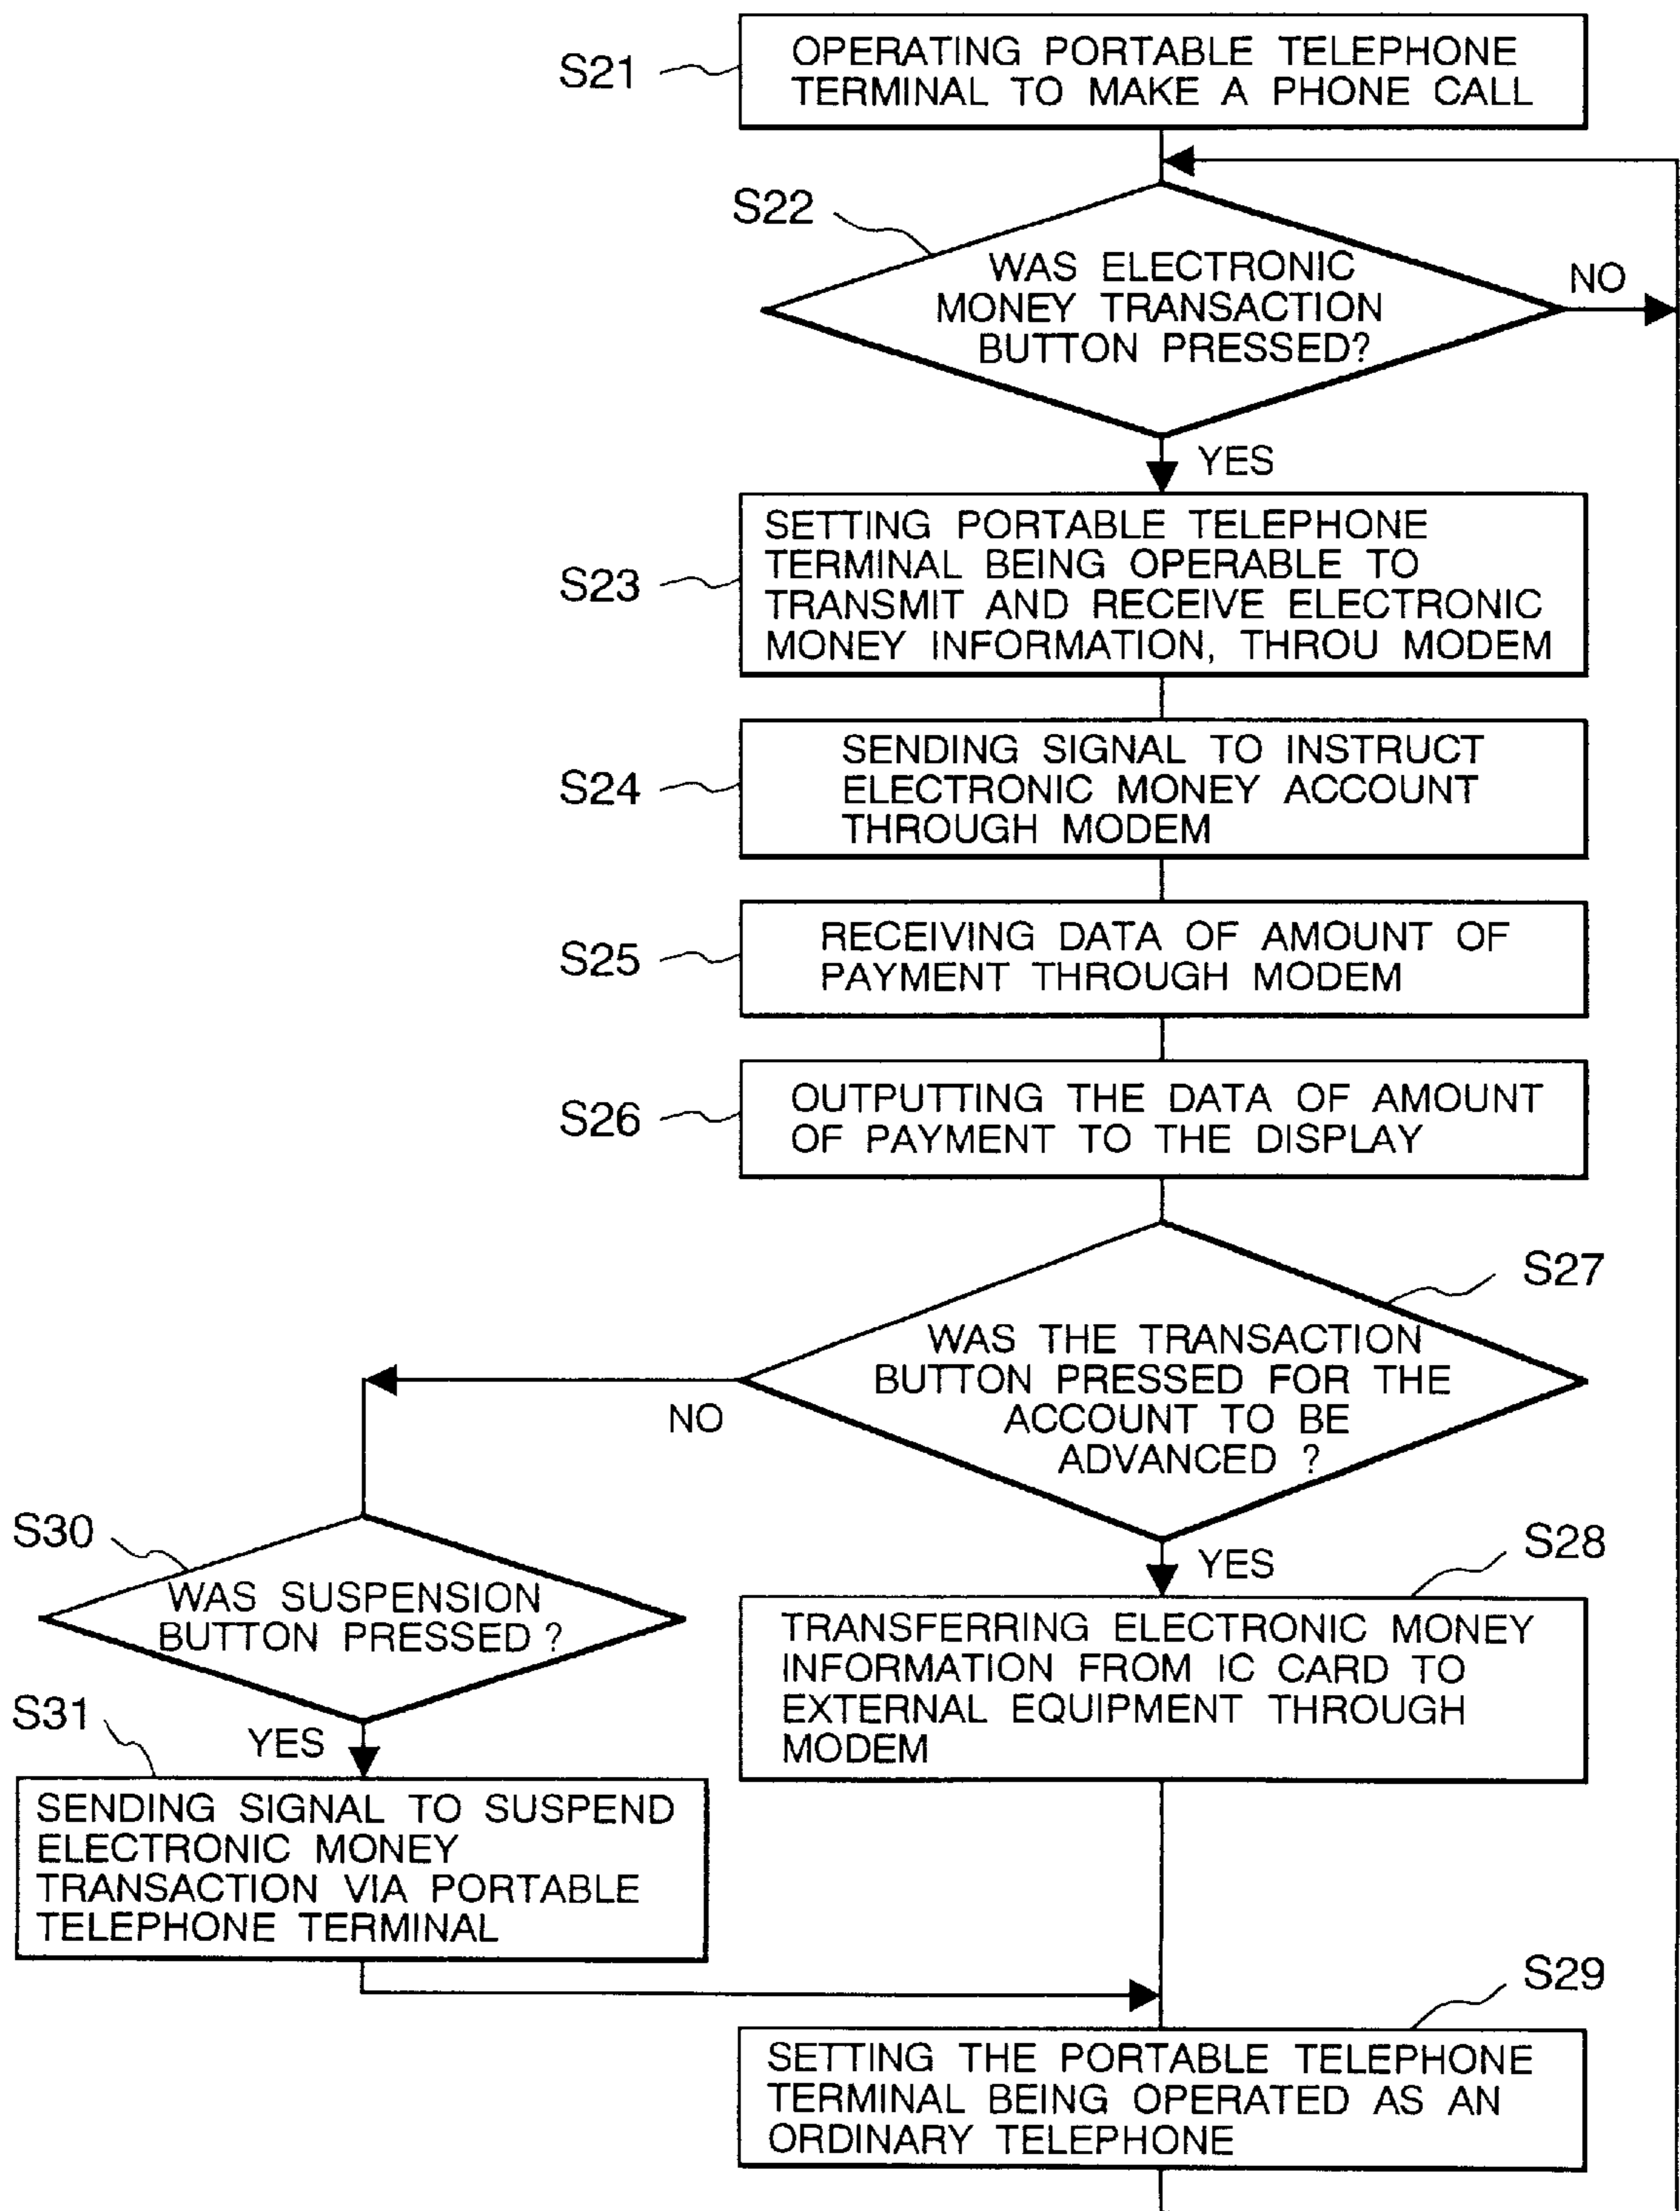 S21
OPERATING PORTABLE TELEPHONE
TERMINAL TO MAKE A PHONE CALL
S22
WAS ELECTRONIC
MONEY TRANSACTION
BUTTON PRESSED?
NO
YES
S23
SETTING PORTABLE TELEPHONE
TERMINAL BEING OPERABLE TO
TRANSMIT AND RECEIVE ELECTRONIC
MONEY INFORMATION, THROU MODEM
S24
SENDING SIGNAL TO INSTRUCT
ELECTRONIC MONEY ACCOUNT
THROUGH MODEM
S25
RECEIVING DATA OF AMOUNT OF
PAYMENT THROUGH MODEM
S26
OUTPUTTING THE DATA OF AMOUNT
OF PAYMENT TO THE DISPLAY
S27
WAS THE TRANSACTION
BUTTON PRESSED FOR THE
ACCOUNT TO BE
ADVANCED ?
NO
YES
S28
TRANSFERRING ELECTRONIC MONEY
INFORMATION FROM IC CARD TO
EXTERNAL EQUIPMENT THROUGH
MODEM
S30
WAS SUSPENSION
BUTTON PRESSED ?
YES
S31
SENDING SIGNAL TO SUSPEND
ELECTRONIC MONEY
TRANSACTION VIA PORTABLE
TELEPHONE TERMINAL
S29
SETTING THE PORTABLE TELEPHONE
TERMINAL BEING OPERATED AS AN
ORDINARY TELEPHONE